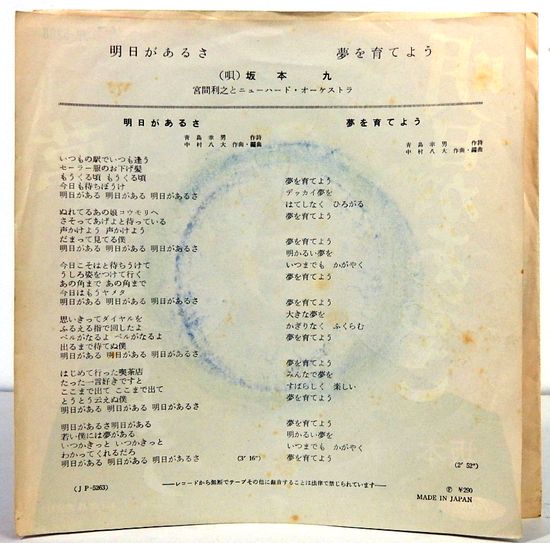 明日があるさ　夢を育てよう
（唄）坂本九
宮間利之とニューハード・オーケストラ
明日があるさ
青島幸男　作詩
中村八大　作曲・編曲
いつもの駅でいつも逢う
セーラー服のお下げ髪
もうくる頃　もうくる頃
今日も待ちぼうけ
明日がある　明日がある　明日があるさ
ぬれてるあの娘コウモリへ
さそってあげよと待っている
声かけよう　声かけよう
だまって見てる僕
明日がある　明日がある　明日があるさ
今日こそはと待ちうけて
うしろ姿をつけて行く
あの角まで　あの角まで
今日はもうヤメタ
明日がある　明日がある　明日があるさ
思いきってダイヤルを
ふるえる指で回したよ
ベルがなるよ　ベルがなるよ
出るまで待てぬ僕
明日がある　明日がある　明日があるさ
はじめて行った喫茶店
たった一言好きですと
ここまで出て　ここまで出て
とうとう云えぬ僕
明日がある　明日がある　明日があるさ
明日があるさ明日がある
若い僕には夢がある
いつかきっと　いつかきっと
わかってくれるだろ
明日がある　明日がある　明日があるさ
（3′16″）
夢を育てよう
青島幸男　作詩
中村八大　作曲・編曲
夢を育てよう
デッカイ夢を
はてしなく　ひろがる
夢を育てよう
夢を育てよう
明かるい夢を
いつまでも　かがやく
夢を育てよう
夢を育てよう
大きな夢を
かぎりなく　ふくらむ
夢を育てよう
夢を育てよう
みんなで夢を
すばらしく　楽しい
夢を育てよう
夢を育てよう
明かるい夢を
いつまでも　かがやく
夢を育てよう
（2′52″）
（JP-5263）
――レコードから無断でテープその他に録音することは法律で禁じられています――
Ⓟ ¥290
MADE IN JAPAN